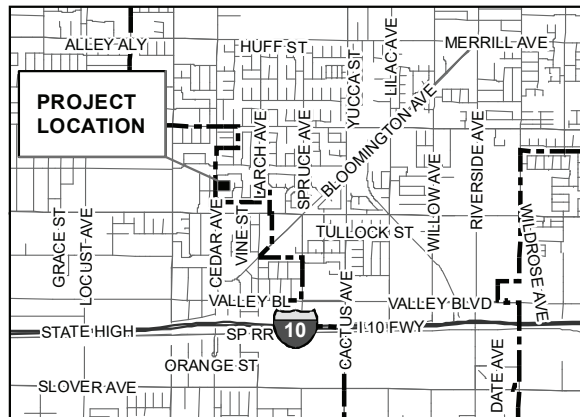 ALLEY ALY
HUFF ST
MERRILL AVE
YUCCA ST
LILAC AVE
PROJECT
LOCATION
LARCH AVE
SPRUCE AVE
BLOOMINGTON AVE
RIVERSIDE AVE
WILLOW AVE
WILDROSE AVE
GRACE ST
LOCUST AVE
CEDAR AVE
VINE ST
TULLOCK ST
VALLEY BL
VALLEY BLVD
CACTUS AVE
STATE HIGH
SP RR
10
I 10 FWY
ORANGE ST
SLOVER AVE
DATE AVE